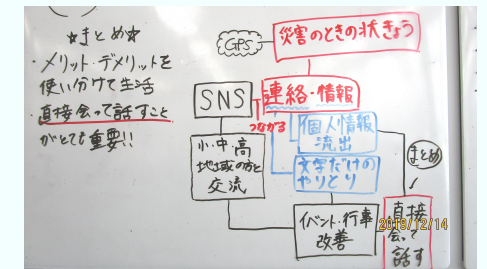 ★まとめ★
・メリット・デメリットを
使い分けて生活
直接会って話すこと
がとても重要!!
GPS
災害のときの状きょう
SNS
連絡・情報
つながる
個人情報
流出
小・中・高
地域の方と
交流
文字だけの
やりとり
まとめ
イベント・行事
改善
直接
会って
話す
2018/12/14